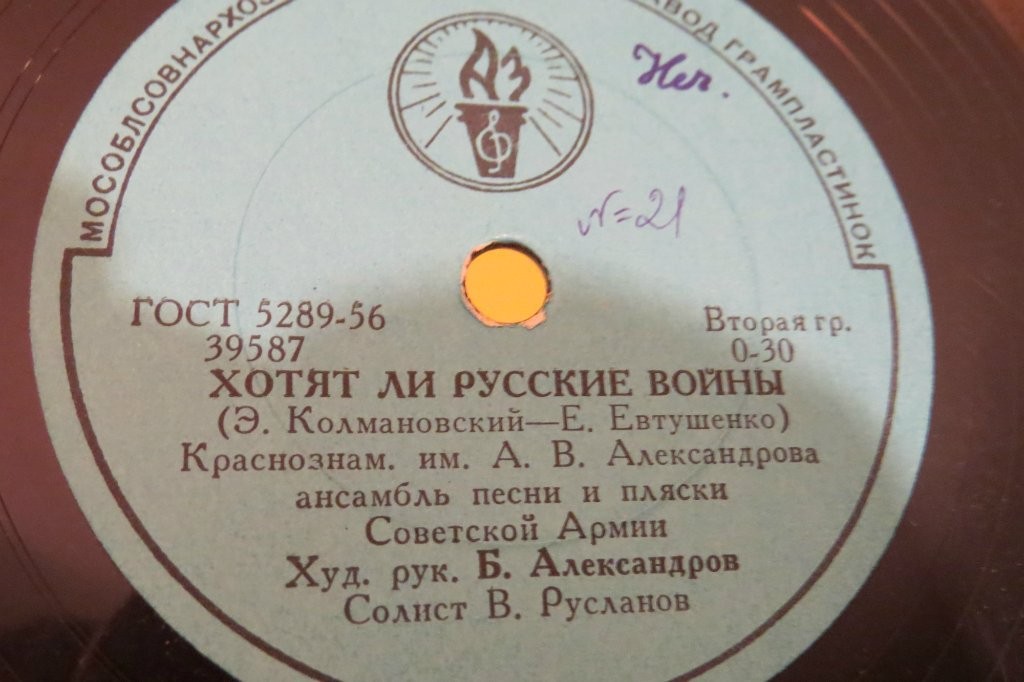 МОСОБЛСОВНАРХОЗ
ЗАВОД ГРАМПЛАСТИНОК
АЗ
№=21
ГОСТ 5289-56
Вторая гр.
39587
0-30
ХОТЯТ ЛИ РУССКИЕ ВОЙНЫ
(Э. Колмановский—Е. Евтушенко)
Краснознам. им. А. В. Александрова
ансамбль песни и пляски
Советской Армии
Худ. рук. Б. Александров
Солист В. Русланов